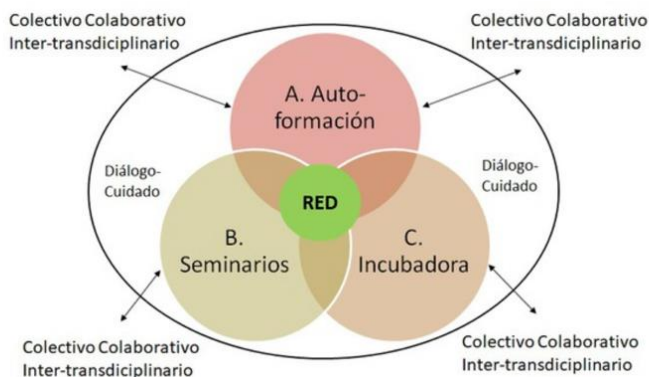 Colectivo Colaborativo
Inter-transdiciplinario
Colectivo Colaborativo
Inter-transdiciplinario
A. Auto-
formación
Diálogo-
Cuidado
Diálogo-
Cuidado
RED
B.
Seminarios
C.
Incubadora
Colectivo Colaborativo
Inter-transdiciplinario
Colectivo Colaborativo
Inter-transdiciplinario